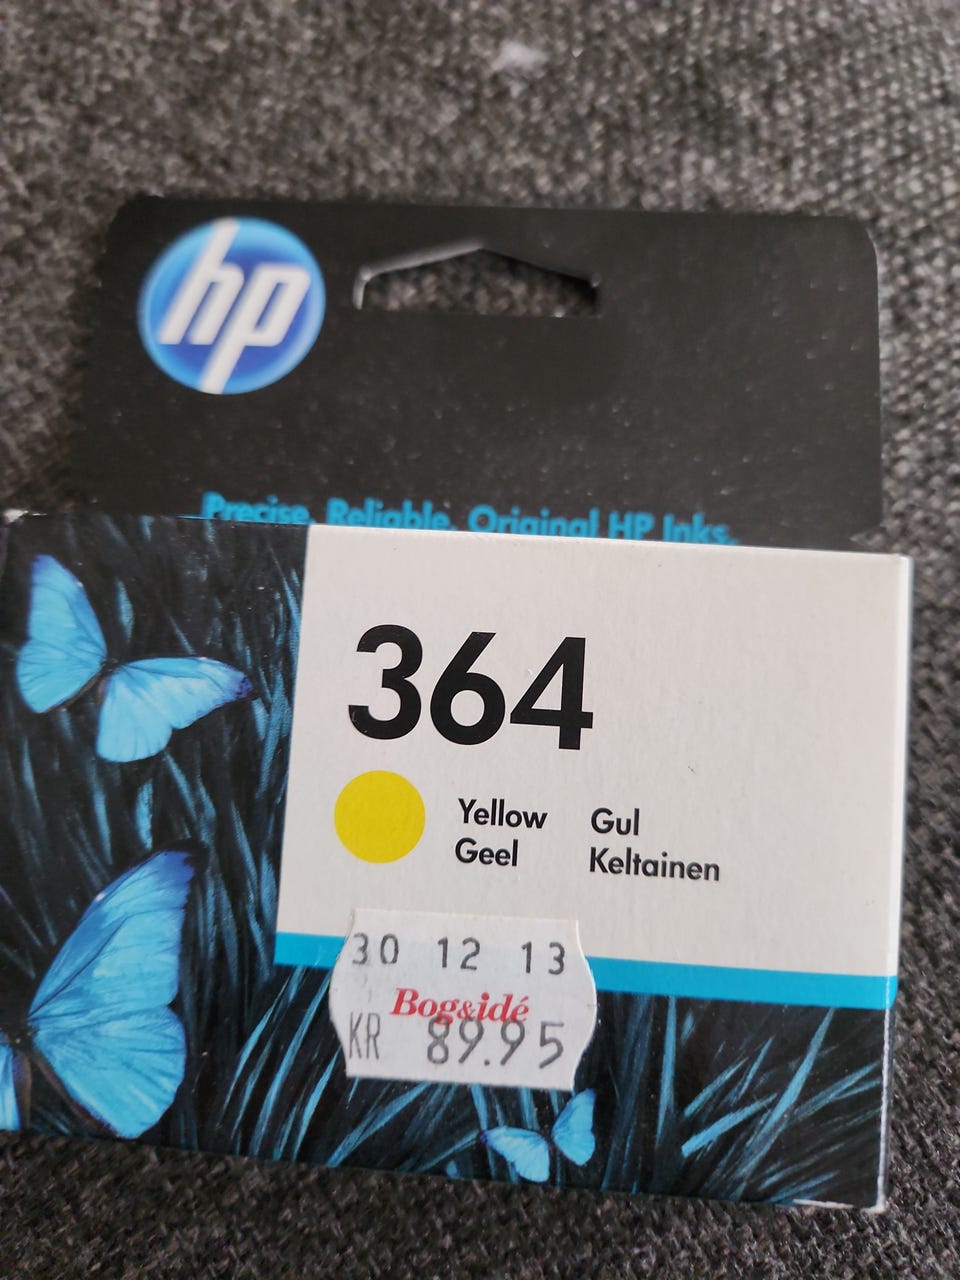 hp
Precise. Reliable. Original HP Inks.
364
Yellow Gul
Geel Keltainen
30 12 13
Bog&idé
KR 89.95